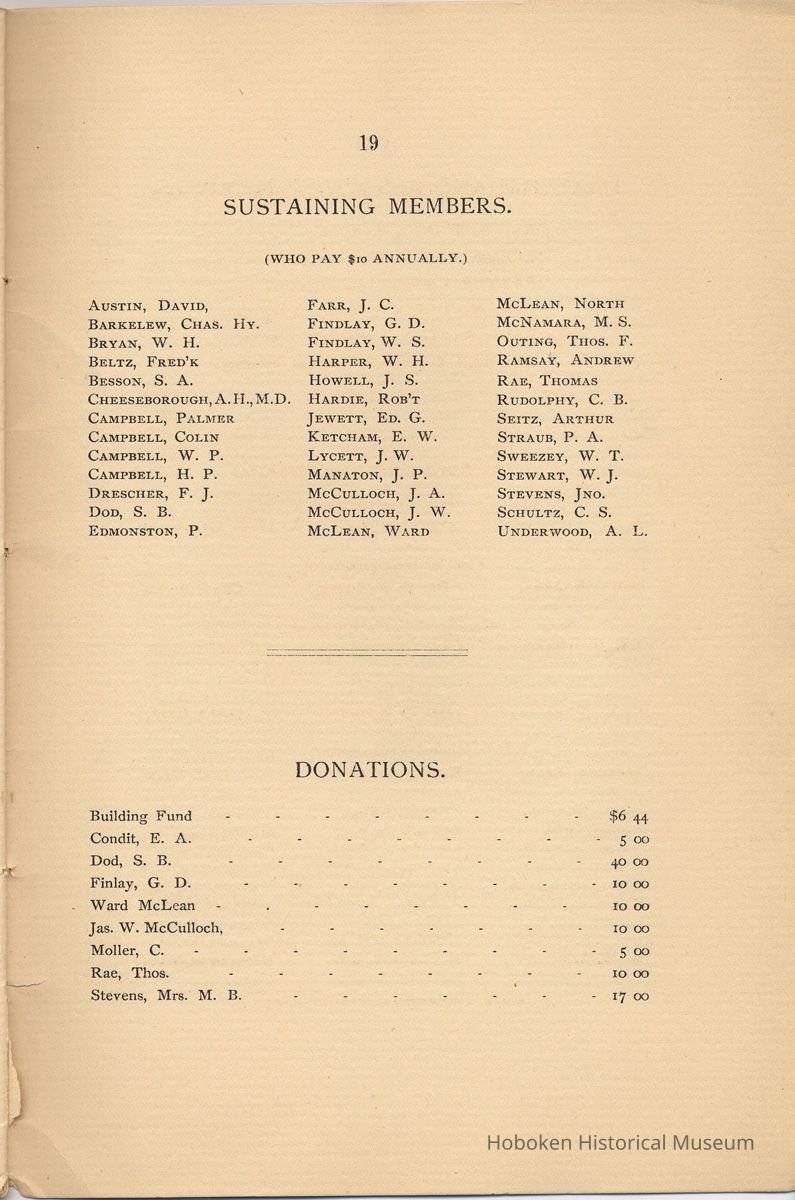 19
SUSTAINING MEMBERS.
(WHO PAY $10 ANNUALLY.)
AUSTIN, DAVID,
BARKELEW, CHAS. HY.
BRYAN, W. H.
BELTZ, FRED'K
BESSON, S. A.
CHEESEBOROUGH, A. H., M.D.
CAMPBELL, PALMER
CAMPBELL, COLIN
CAMPBELL, W. P.
CAMPBELL, H. P.
DRESCHER, F. J.
DOD, S. B.
EDMONSTON, P.
FARR, J. C.
FINDLAY, G. D.
FINDLAY, W. S.
HARPER, W. H.
HOWELL, J. S.
HARDIE, ROB'T
JEWETT, ED. G.
KETCHAM, E. W.
LYCETT, J. W.
MANATON, J. P.
MCCULLOCH, J. A.
MCCULLOCH, J. W.
MCLEAN, WARD
MCLEAN, NORTH
MCNAMARA, M. S.
OUTING, THOS. F.
RAMSAY, ANDREW
RAE, THOMAS
RUDOLPHY, C. B.
SEITZ, ARTHUR
STRAUB, P. A.
SWEEZEY, W. T.
STEWART, W. J.
STEVENS, JNO.
SCHULTZ, C. S.
UNDERWOOD, A. L.
DONATIONS.
Building Fund - - - - - - - - $6 44
Condit, E. A. - - - - - - - - 5 00
Dod, S. B. - - - - - - - - 40 00
Finlay, G. D. - - - - - - - - 10 00
Ward McLean - - - - - - - - 10 00
Jas. W. McCulloch, - - - - - - - 10 00
Moller, C. - - - - - - - - - 5 00
Rae, Thos. - - - - - - - - 10 00
Stevens, Mrs. M. B. - - - - - - - 17 00
Hoboken Historical Museum